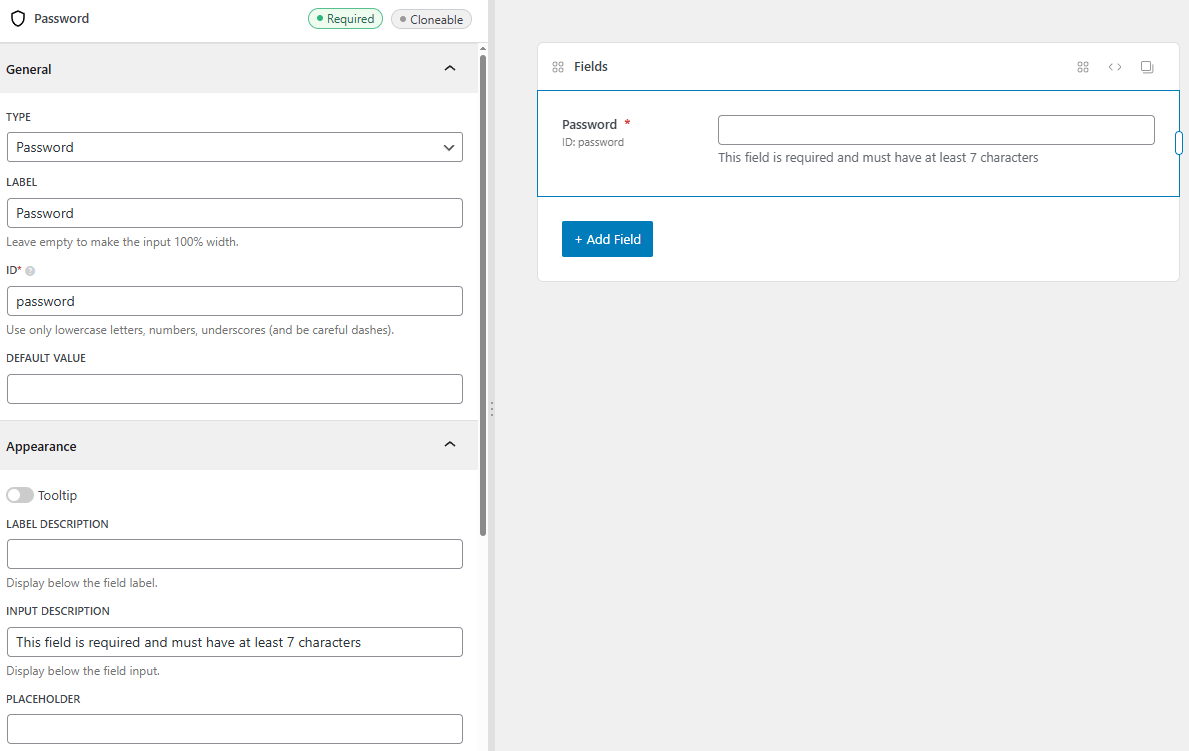 Password
Required
Cloneable
General
TYPE
Password
LABEL
Password
Leave empty to make the input 100% width.
ID* ?
password
Use only lowercase letters, numbers, underscores (and be careful dashes).
DEFAULT VALUE
Appearance
Tooltip
LABEL DESCRIPTION
Display below the field label.
INPUT DESCRIPTION
This field is required and must have at least 7 characters
Display below the field input.
PLACEHOLDER
Fields
Password *
ID: password
This field is required and must have at least 7 characters
+ Add Field